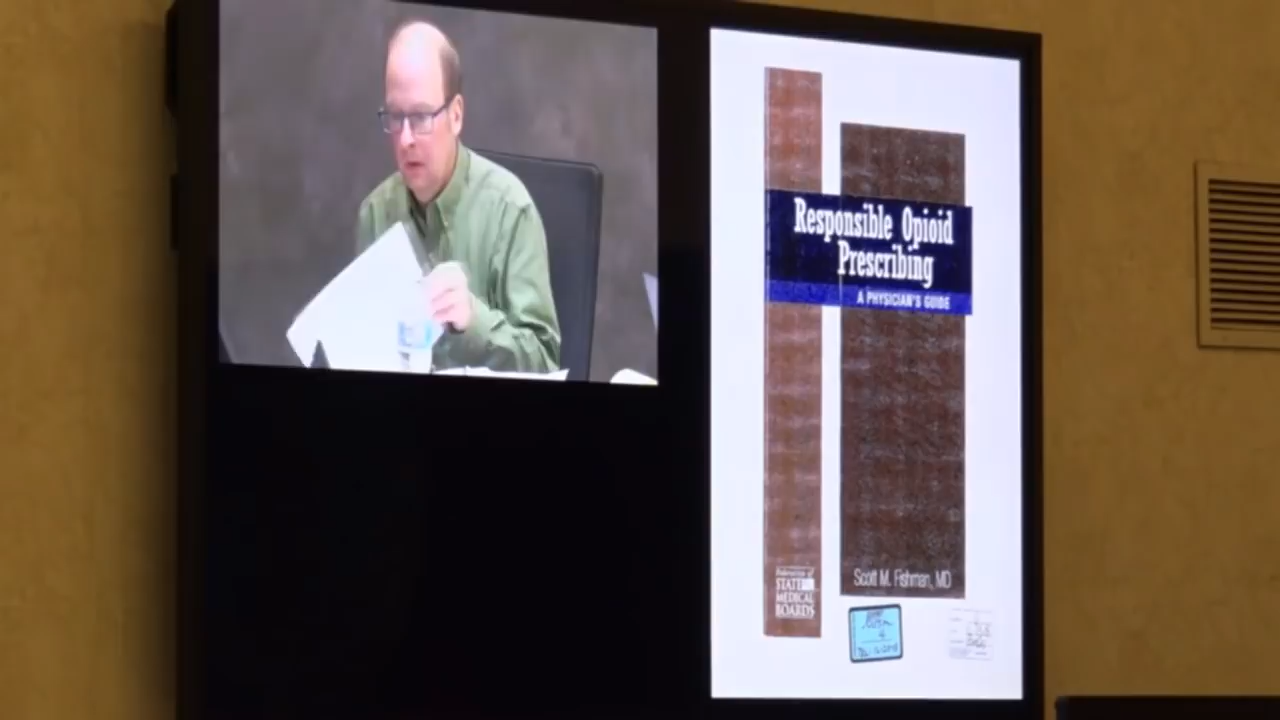 Responsible Opioid
Prescribing
A PHYSICIAN'S GUIDE
Scott M. Fishman, MD
Federation of
STATE
MEDICAL
BOARDS